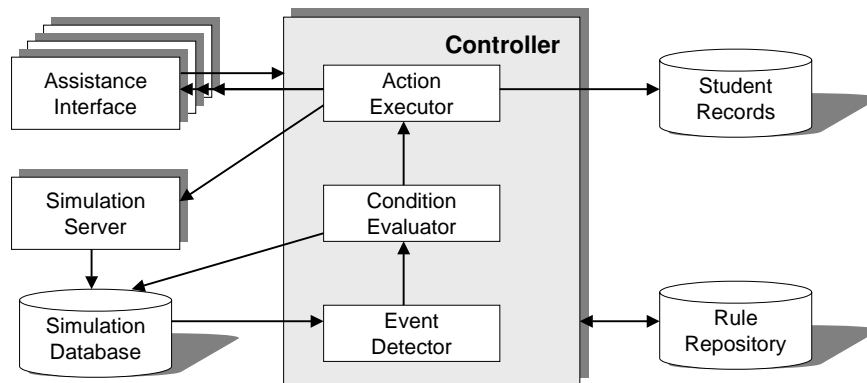 Controller
Assistance
Interface
Action
Executor
Student
Records
Simulation
Server
Condition
Evaluator
Simulation
Database
Event
Detector
Rule
Repository